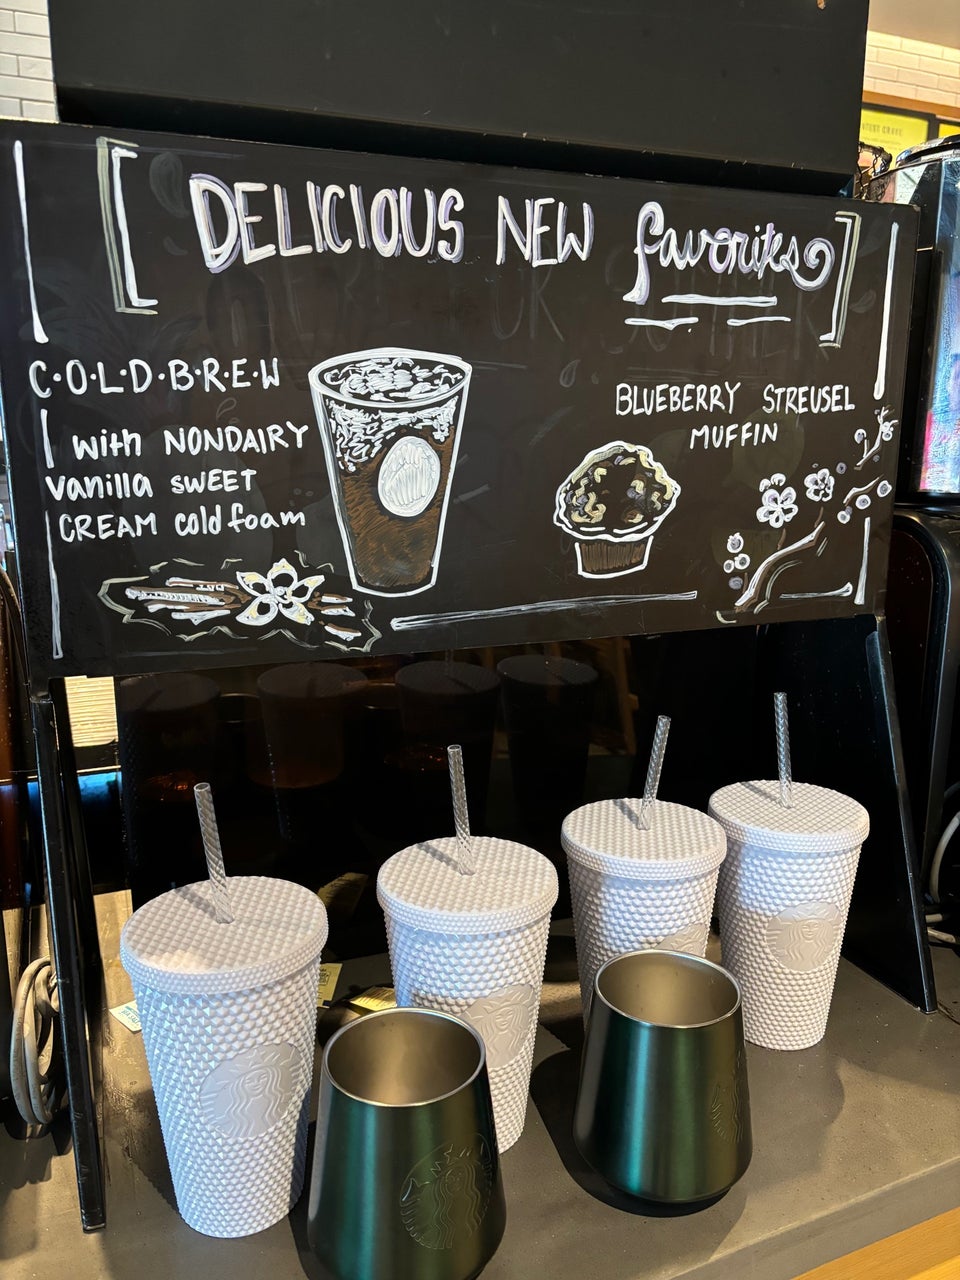 DELICIOUS NEW favorites
C·O·L·D·B·R·E·W
with NONDAIRY
vanilla SWEET
CREAM cold foam
BLUEBERRY STREUSEL
MUFFIN